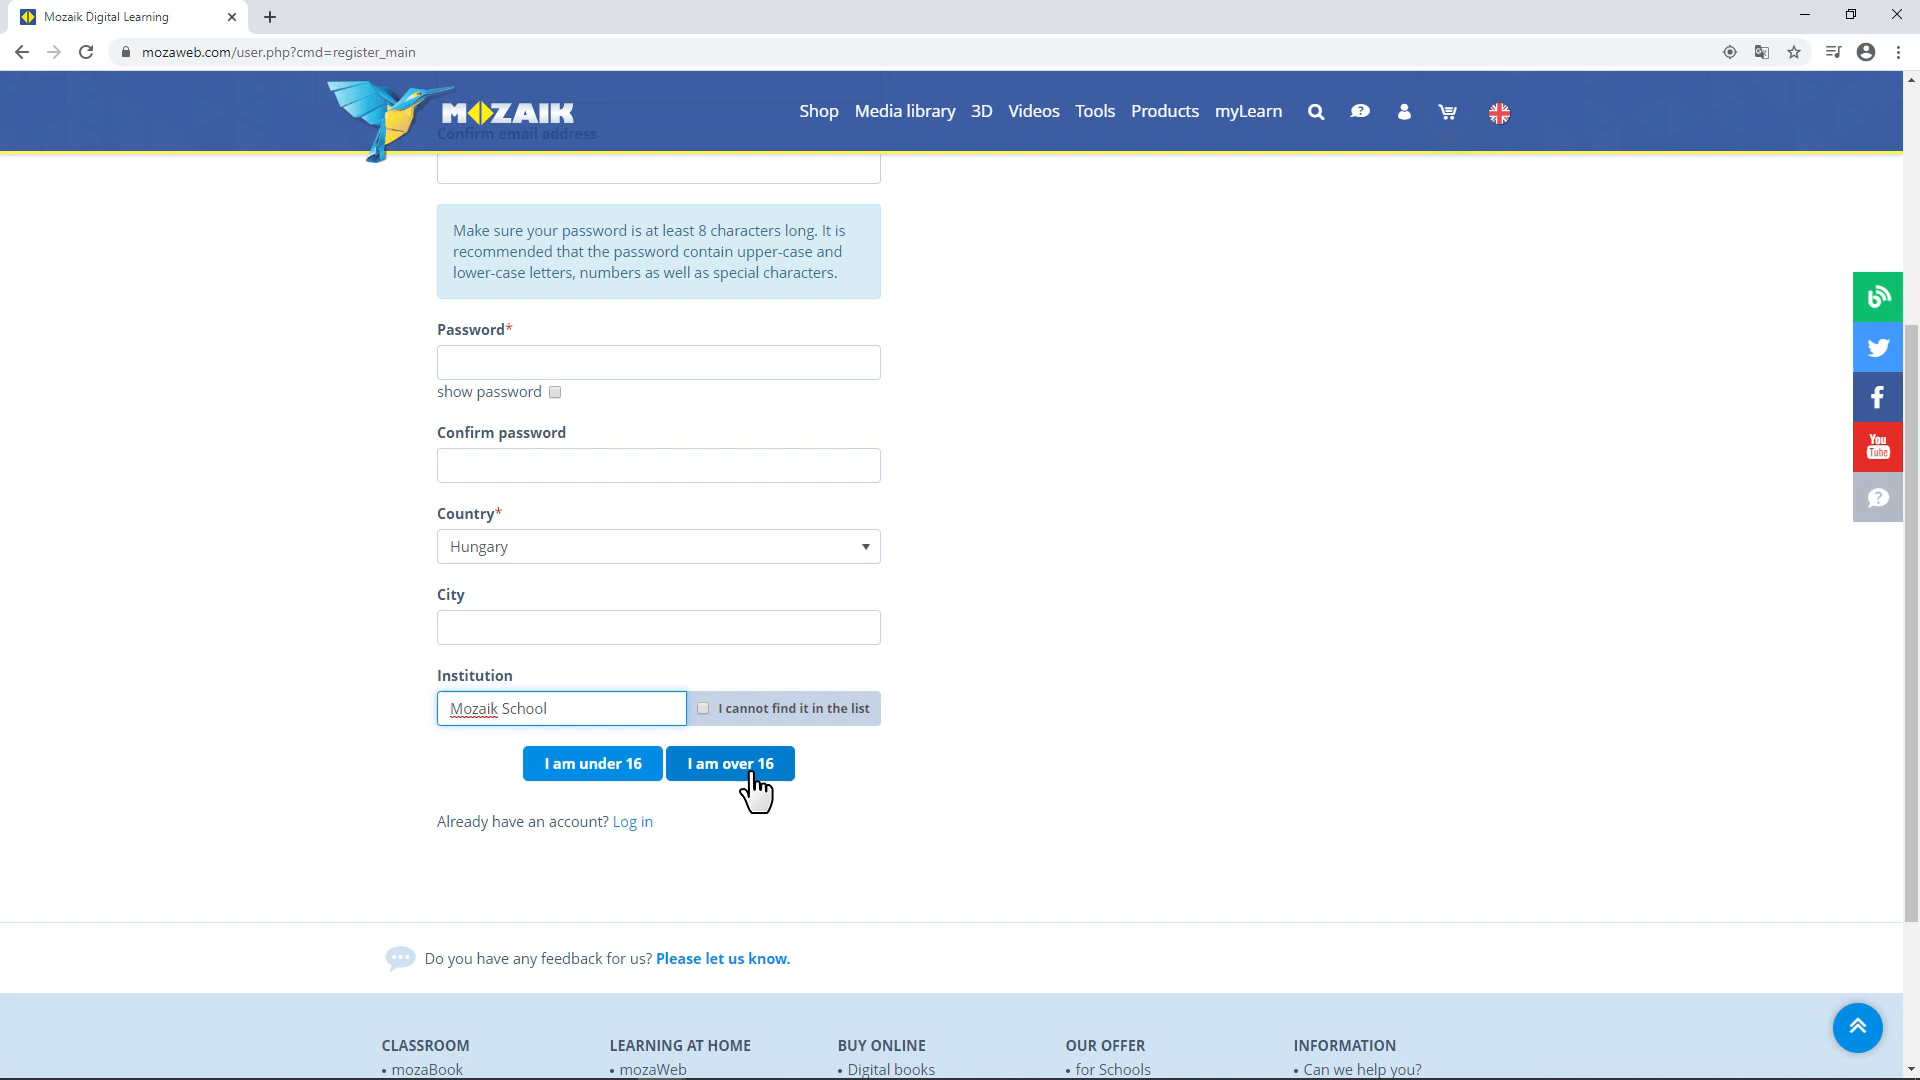 Mozaik Digital Learning
mozaweb.com/user.php?cmd=register_main
MOZAIK
Shop Media library 3D Videos Tools Products myLearn
Confirm email address
Make sure your password is at least 8 characters long. It is
recommended that the password contain upper-case and
lower-case letters, numbers as well as special characters.
Password*
show password
Confirm password
Country*
Hungary
City
Institution
Mozaik School
I cannot find it in the list
I am under 16
I am over 16
Already have an account? Log in
You
Tube
Do you have any feedback for us? Please let us know.
CLASSROOM
• mozaBook
LEARNING AT HOME
• mozaWeb
BUY ONLINE
• Digital books
OUR OFFER
• for Schools
INFORMATION
• Can we help you?